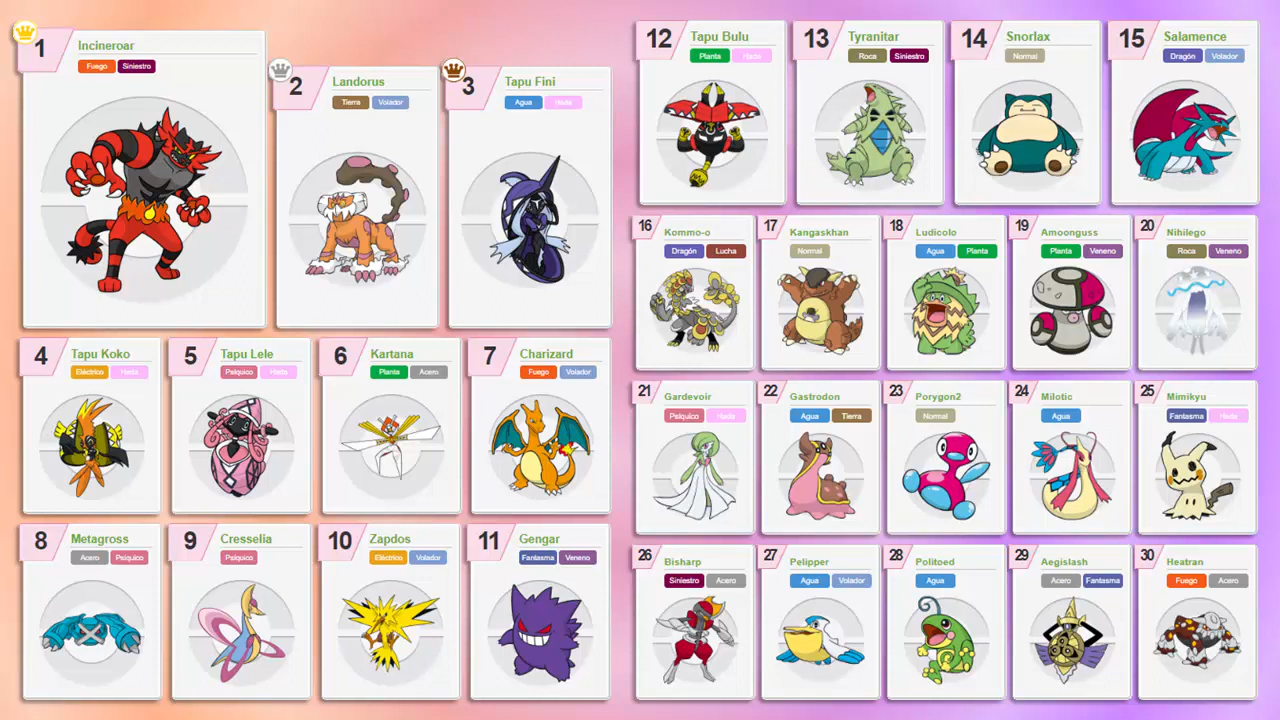 1
Incineroar
Fuego Siniestro
2
Landorus
Tierra Volador
3
Tapu Fini
Agua Hada
4
Tapu Koko
Eléctrico Hada
5
Tapu Lele
Psíquico Hada
6
Kartana
Planta Acero
7
Charizard
Fuego Volador
8
Metagross
Acero Psíquico
9
Cresselia
Psíquico
10
Zapdos
Eléctrico Volador
11
Gengar
Fantasma Veneno
12
Tapu Bulu
Planta Hada
13
Tyranitar
Roca Siniestro
14
Snorlax
Normal
15
Salamence
Dragón Volador
16
Kommo-o
Dragón Lucha
17
Kangaskhan
Normal
18
Ludicolo
Agua Planta
19
Amoonguss
Planta Veneno
20
Nihilego
Roca Veneno
21
Gardevoir
Psíquico Hada
22
Gastrodon
Agua Tierra
23
Porygon2
Normal
24
Milotic
Agua
25
Mimikyu
Fantasma Hada
26
Bisharp
Siniestro Acero
27
Pelipper
Agua Volador
28
Politoed
Agua
29
Aegislash
Acero Fantasma
30
Heatran
Fuego Acero